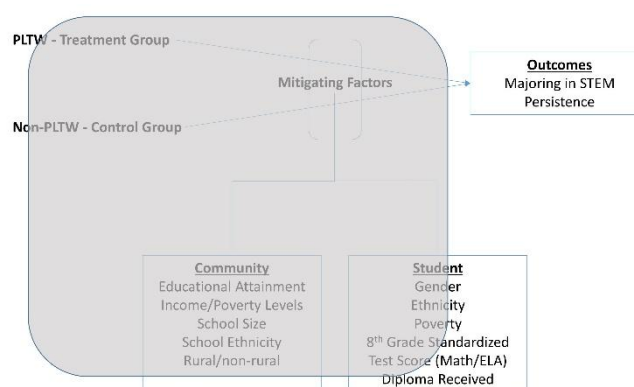 PLTW - Treatment Group
Mitigating Factors
Outcomes
Majoring in STEM
Persistence
Non-PLTW - Control Group
Community
Educational Attainment
Income/Poverty Levels
School Size
School Ethnicity
Rural/non-rural
Student
Gender
Ethnicity
Poverty
8th Grade Standardized
Test Score (Math/ELA)
Diploma Received